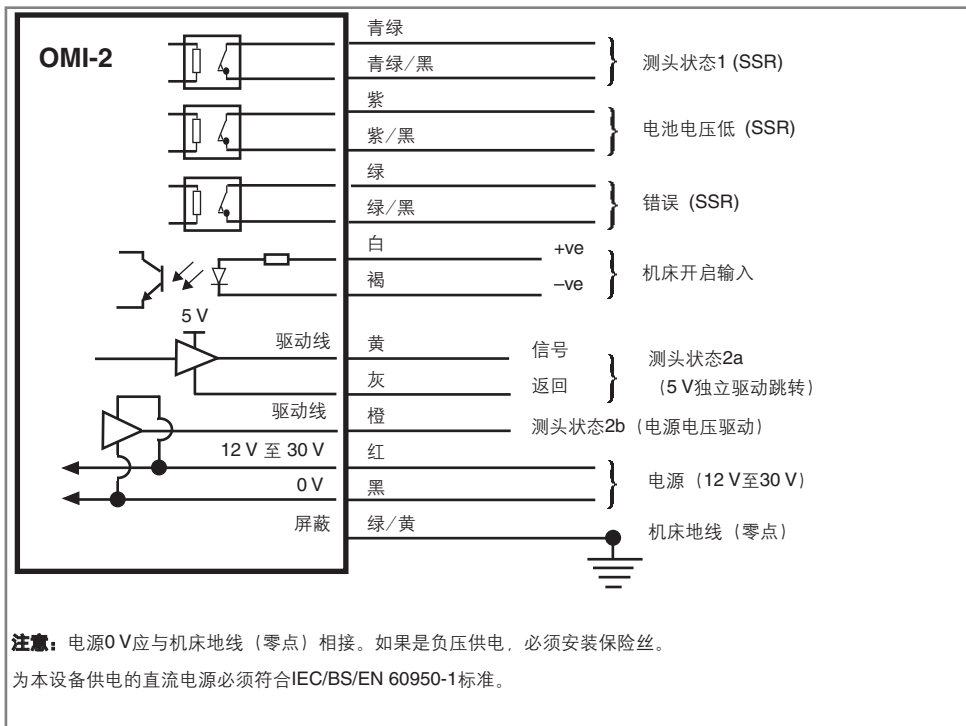 OMI-2
青绿
青绿/黑
测头状态1 (SSR)
紫
紫/黑
电池电压低 (SSR)
绿
绿/黑
错误 (SSR)
白
+ve
褐
–ve
机床开启输入
5 V
驱动线
黄
信号
灰
返回
测头状态2a
（5 V独立驱动跳转）
驱动线
橙
测头状态2b（电源电压驱动）
12 V 至 30 V
红
0 V
黑
电源（12 V至30 V）
屏蔽
绿/黄
机床地线（零点）
注意：电源0 V应与机床地线（零点）相接。如果是负压供电，必须安装保险丝。
为本设备供电的直流电源必须符合IEC/BS/EN 60950-1标准。